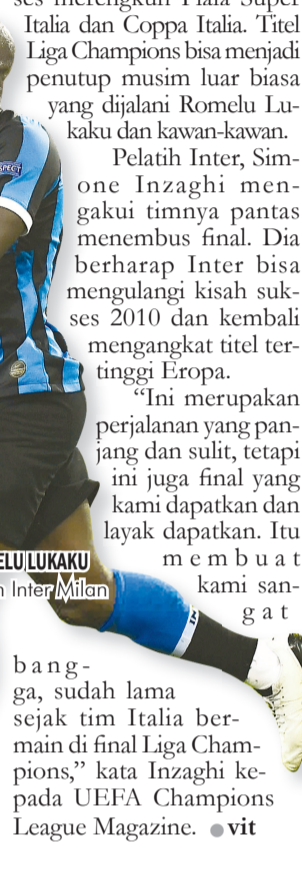 Italia dan Coppa Italia. Titel
Liga Champions bisa menjadi
penutup musim luar biasa
yang dijalani Romelu Lu-
kaku dan kawan-kawan.
Pelatih Inter, Sim-
one Inzaghi men-
gakui timnya pantas
menembus final. Dia
berharap Inter bisa
mengulangi kisah suk-
ses 2010 dan kembali
mengangkat titel ter-
tinggi Eropa.
“Ini merupakan
perjalanan yang pan-
jang dan sulit, tetapi
ini juga final yang
kami dapatkan dan
layak dapatkan. Itu
membuat
kami san-
gat
bang-
ga, sudah lama
sejak tim Italia ber-
main di final Liga Cham-
pions,” kata Inzaghi ke-
pada UEFA Champions
League Magazine. ●vit
LUKAKU
Inter Milan